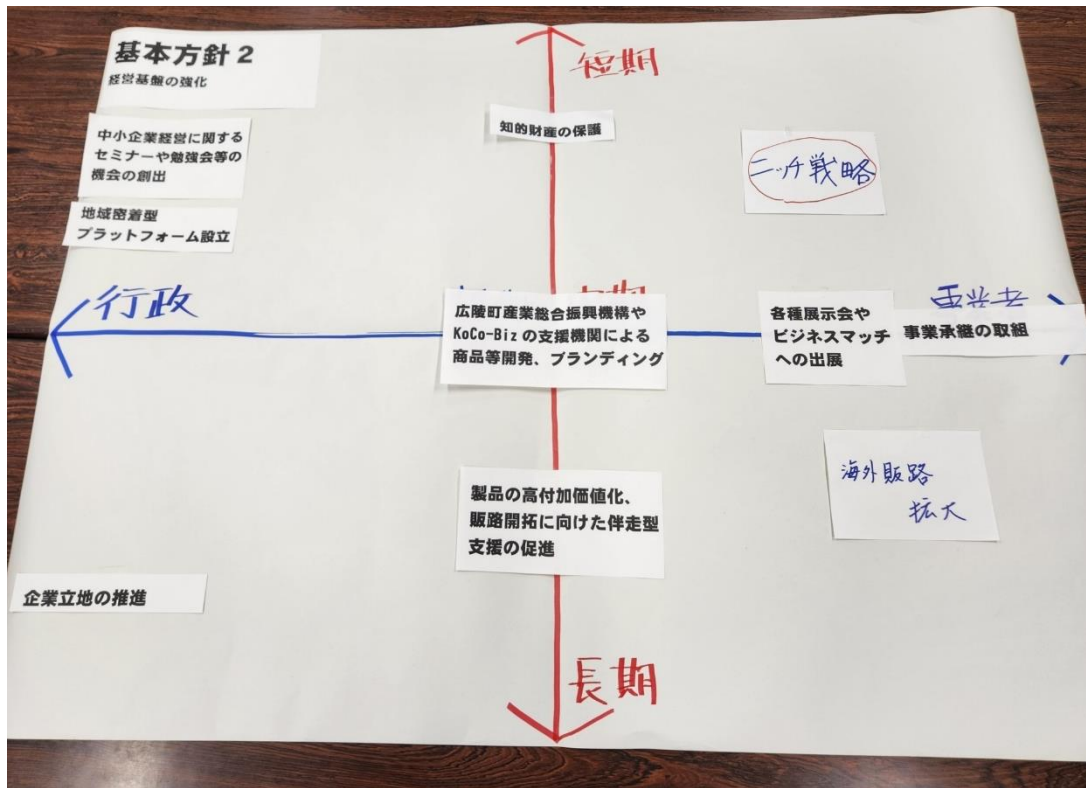 基本方針２
経営基盤の強化
短期
知的財産の保護
中小企業経営に関する
セミナーや勉強会等の
機会の創出
ニッチ戦略
地域密着型
プラットフォーム設立
行政
広陵町産業総合振興機構や
KoCo-Bizの支援機関による
商品等開発、ブランディング
各種展示会や
ビジネスマッチ
への出展
事業承継の取組
製品の高付加価値化、
販路開拓に向けた伴走型
支援の促進
海外販路
拡大
企業立地の推進
長期